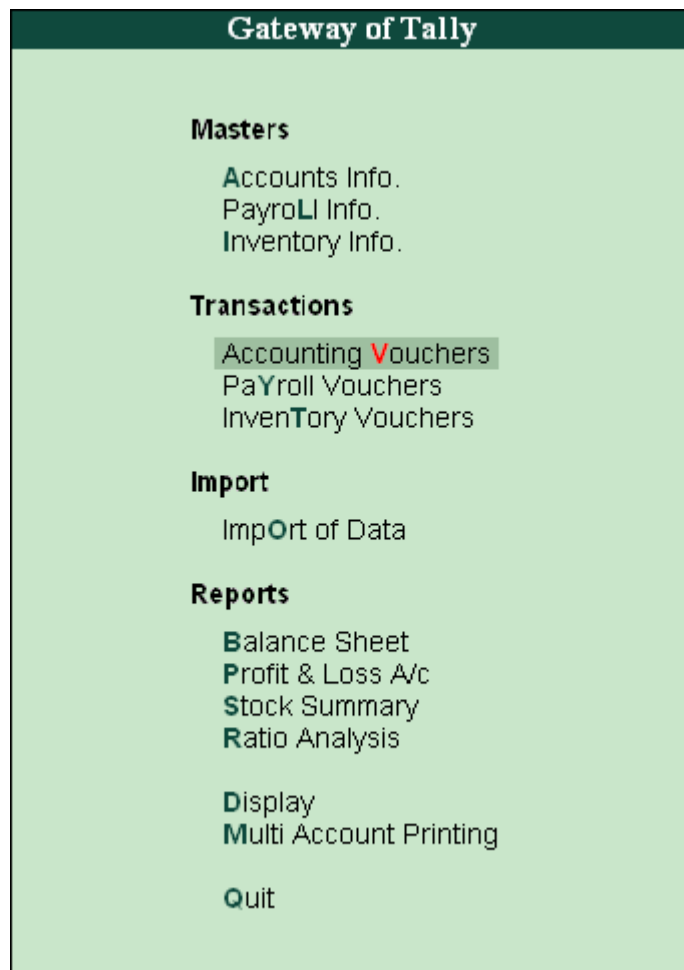 Gateway of Tally
Masters
Accounts Info.
PayroLl Info.
Inventory Info.
Transactions
Accounting Vouchers
PaYroll Vouchers
InvenTory Vouchers
Import
ImpOrt of Data
Reports
Balance Sheet
Profit & Loss A/c
Stock Summary
Ratio Analysis
Display
Multi Account Printing
Quit